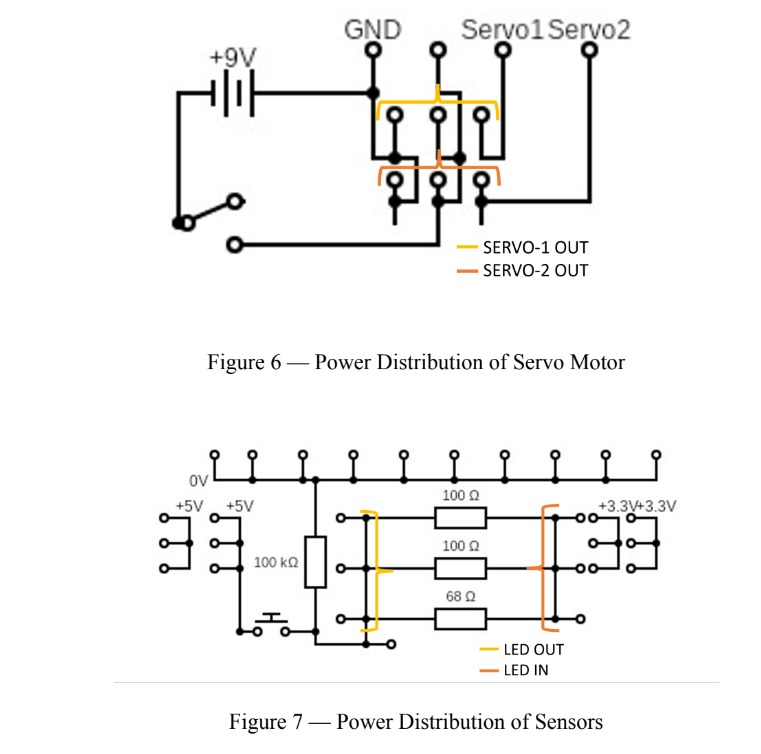 GND
Servo1 Servo2
+9V
SERVO-1 OUT
SERVO-2 OUT
Figure 6 — Power Distribution of Servo Motor
0V
+5V
+5V
100 Ω
+3.3V
+3.3V
100 kΩ
100 Ω
68 Ω
LED OUT
LED IN
Figure 7 — Power Distribution of Sensors